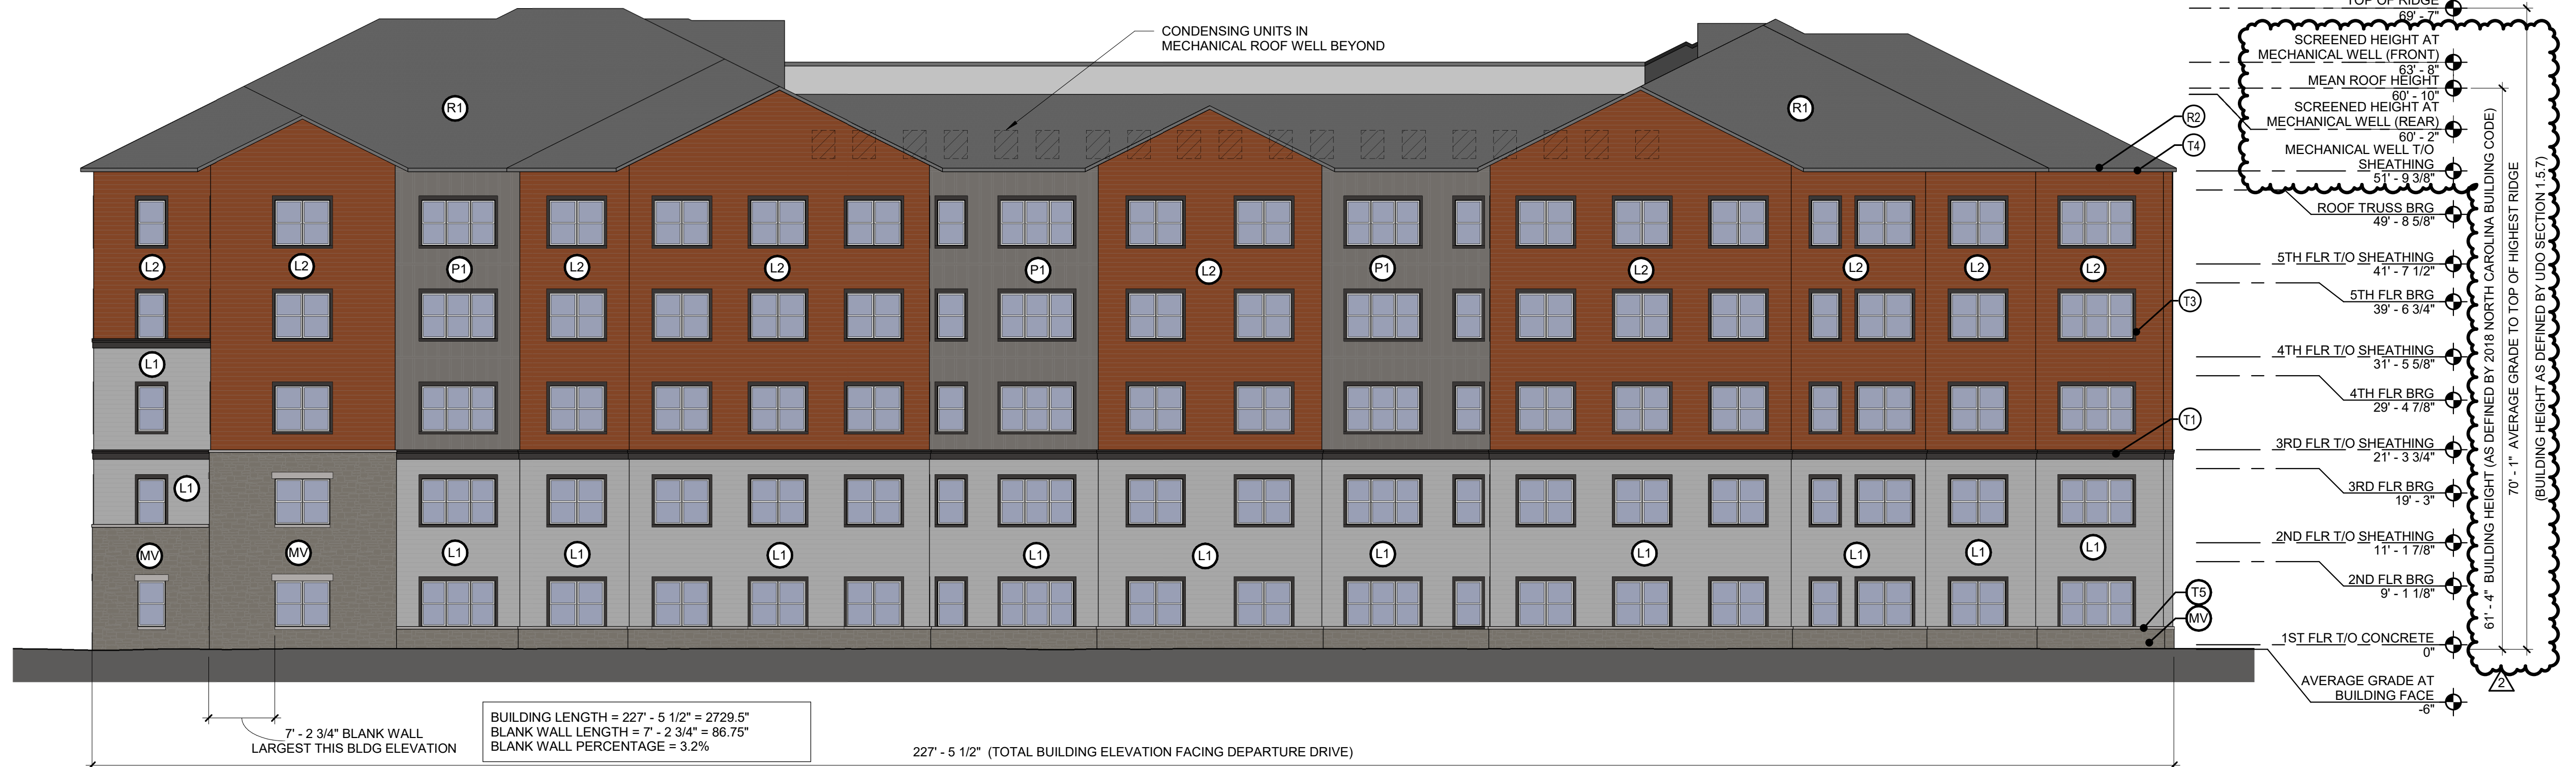 TOP OF RIDGE
69' - 7"
CONDENSING UNITS IN
MECHANICAL ROOF WELL BEYOND
SCREENED HEIGHT AT
MECHANICAL WELL (FRONT)
63' - 8"
MEAN ROOF HEIGHT
60' - 10"
SCREENED HEIGHT AT
MECHANICAL WELL (REAR)
60' - 2"
MECHANICAL WELL T/O
SHEATHING
51' - 9 3/8"
ROOF TRUSS BRG
49' - 8 5/8"
5TH FLR T/O SHEATHING
41' - 7 1/2"
5TH FLR BRG
39' - 6 3/4"
4TH FLR T/O SHEATHING
31' - 5 5/8"
4TH FLR BRG
29' - 4 7/8"
3RD FLR T/O SHEATHING
21' - 3 3/4"
3RD FLR BRG
19' - 3"
2ND FLR T/O SHEATHING
11' - 1 7/8"
2ND FLR BRG
9' - 1 1/8"
1ST FLR T/O CONCRETE
0"
AVERAGE GRADE AT
BUILDING FACE
-6"
61' - 4" BUILDING HEIGHT (AS DEFINED BY 2018 NORTH CAROLINA BUILDING CODE)
70' - 1" AVERAGE GRADE TO TOP OF HIGHEST RIDGE
(BUILDING HEIGHT AS DEFINED BY UDO SECTION 1.5.7)
2
R1
R1
R2
T4
L2
L2
P1
L2
L2
P1
L2
P1
L2
L2
L2
L2
T3
L1
T1
L1
MV
MV
L1
L1
L1
L1
L1
L1
L1
L1
L1
L1
T5
MV
7' - 2 3/4" BLANK WALL
LARGEST THIS BLDG ELEVATION
BUILDING LENGTH = 227' - 5 1/2" = 2729.5"
BLANK WALL LENGTH = 7' - 2 3/4" = 86.75"
BLANK WALL PERCENTAGE = 3.2%
227' - 5 1/2" (TOTAL BUILDING ELEVATION FACING DEPARTURE DRIVE)